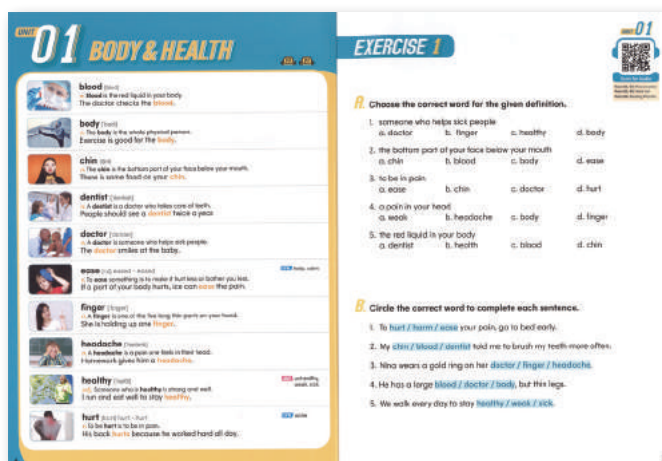 UNIT 01 BODY & HEALTH
blood
Blood is the red liquid in your body.
The doctor checks the blood.
body
The body is the whole physical person.
Exercise is good for the body.
chin
The chin is the bottom part of your face below your mouth.
There is some food on your chin.
dentist
A dentist is a doctor who takes care of teeth.
People should see a dentist twice a year.
doctor
A doctor is someone who helps sick people.
The doctor smiles at the baby.
ease eased - eased
To ease something is to make it hurt less or bother you less.
If a part of your body hurts, ice can ease the pain.
help, calm
finger
A finger is one of the five long thin parts on your hand.
She is holding up one finger.
headache
A headache is a pain one feels in their head.
Homework gives him a headache.
healthy
Someone who is healthy is strong and well.
I run and eat well to stay healthy.
unhealthy,
weak, sick
hurt hurt - hurt
To be hurt is to be in pain.
His back hurts because he worked hard all day.
ache
EXERCISE 1
UNIT 01
A. Choose the correct word for the given definition.
1. someone who helps sick people
a. doctor b. finger c. healthy d. body
2. the bottom part of your face below your mouth
a. chin b. blood c. body d. ease
3. to be in pain
a. ease b. chin c. doctor d. hurt
4. a pain in your head
a. weak b. headache c. body d. finger
5. the red liquid in your body
a. dentist b. health c. blood d. chin
B. Circle the correct word to complete each sentence.
1. To hurt / harm / ease your pain, go to bed early.
2. My chin / blood / dentist told me to brush my teeth more often.
3. Nina wears a gold ring on her doctor / finger / headache.
4. He has a large blood / doctor / body, but thin legs.
5. We walk every day to stay healthy / weak / sick.